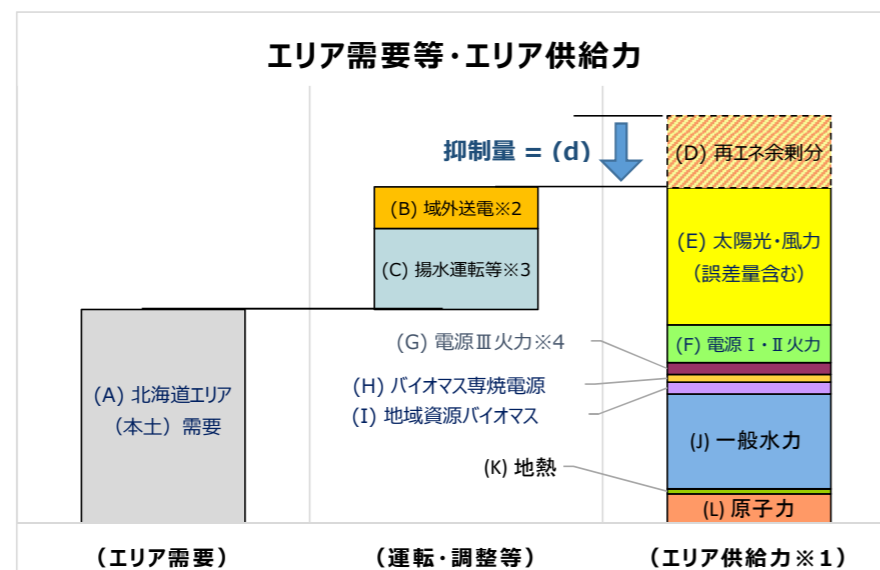 エリア需要等・エリア供給力
抑制量 = (d)
(D) 再エネ余剰分
(B) 域外送電※2
(C) 揚水運転等※3
(E) 太陽光・風力
(誤差量含む)
(G) 電源Ⅲ火力※4
(F) 電源Ⅰ・Ⅱ火力
(H) バイオマス専焼電源
(A) 北海道エリア
(本土) 需要
(I) 地域資源バイオマス
(J) 一般水力
(K) 地熱
(L) 原子力
(エリア需要)
(運転・調整等)
(エリア供給力※1)